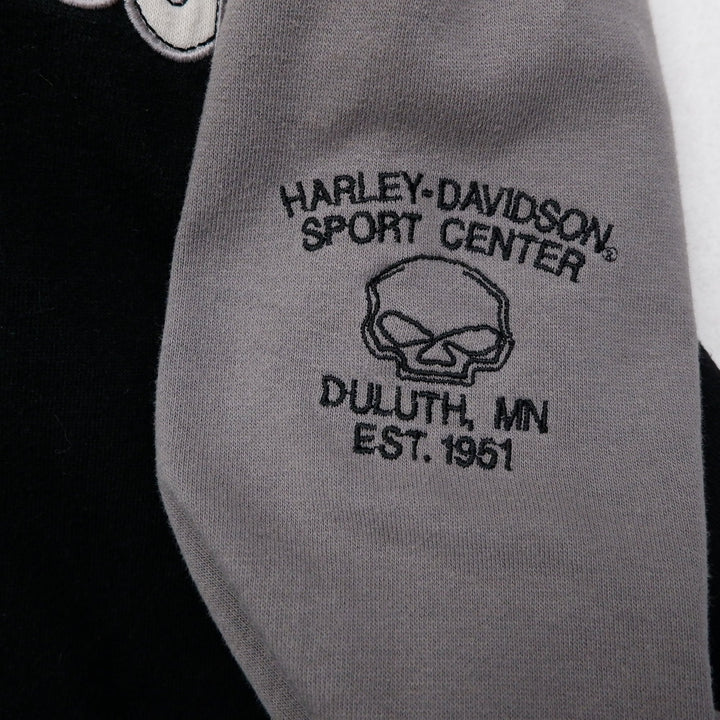 HARLEY-DAVIDSON®
SPORT CENTER
DULUTH, MN
EST. 1951